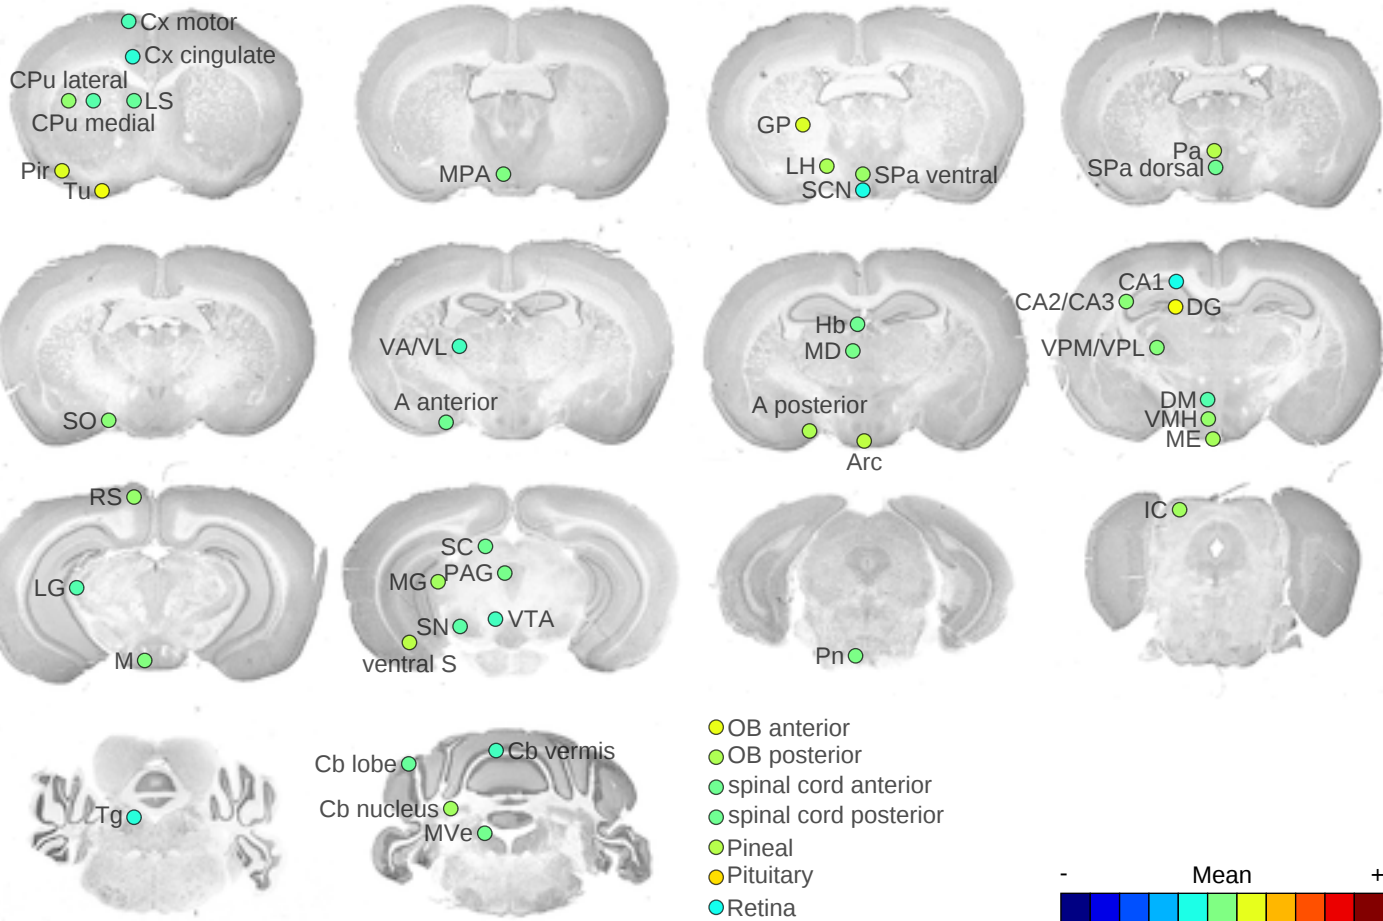 Cx motor
Cx cingulate
CPu lateral
LS
CPu medial
Pir
Tu
MPA
GP
LH
SPa ventral
SCN
Pa
SPa dorsal
SO
VA/VL
A anterior
Hb
MD
A posterior
Arc
CA1
CA2/CA3
DG
VPM/VPL
DM
VMH
ME
RS
LG
M
SC
PAG
MG
VTA
SN
ventral S
Pn
IC
Tg
Cb vermis
Cb lobe
Cb nucleus
MVe
OB anterior
OB posterior
spinal cord anterior
spinal cord posterior
Pineal
Pituitary
Retina
- Mean +